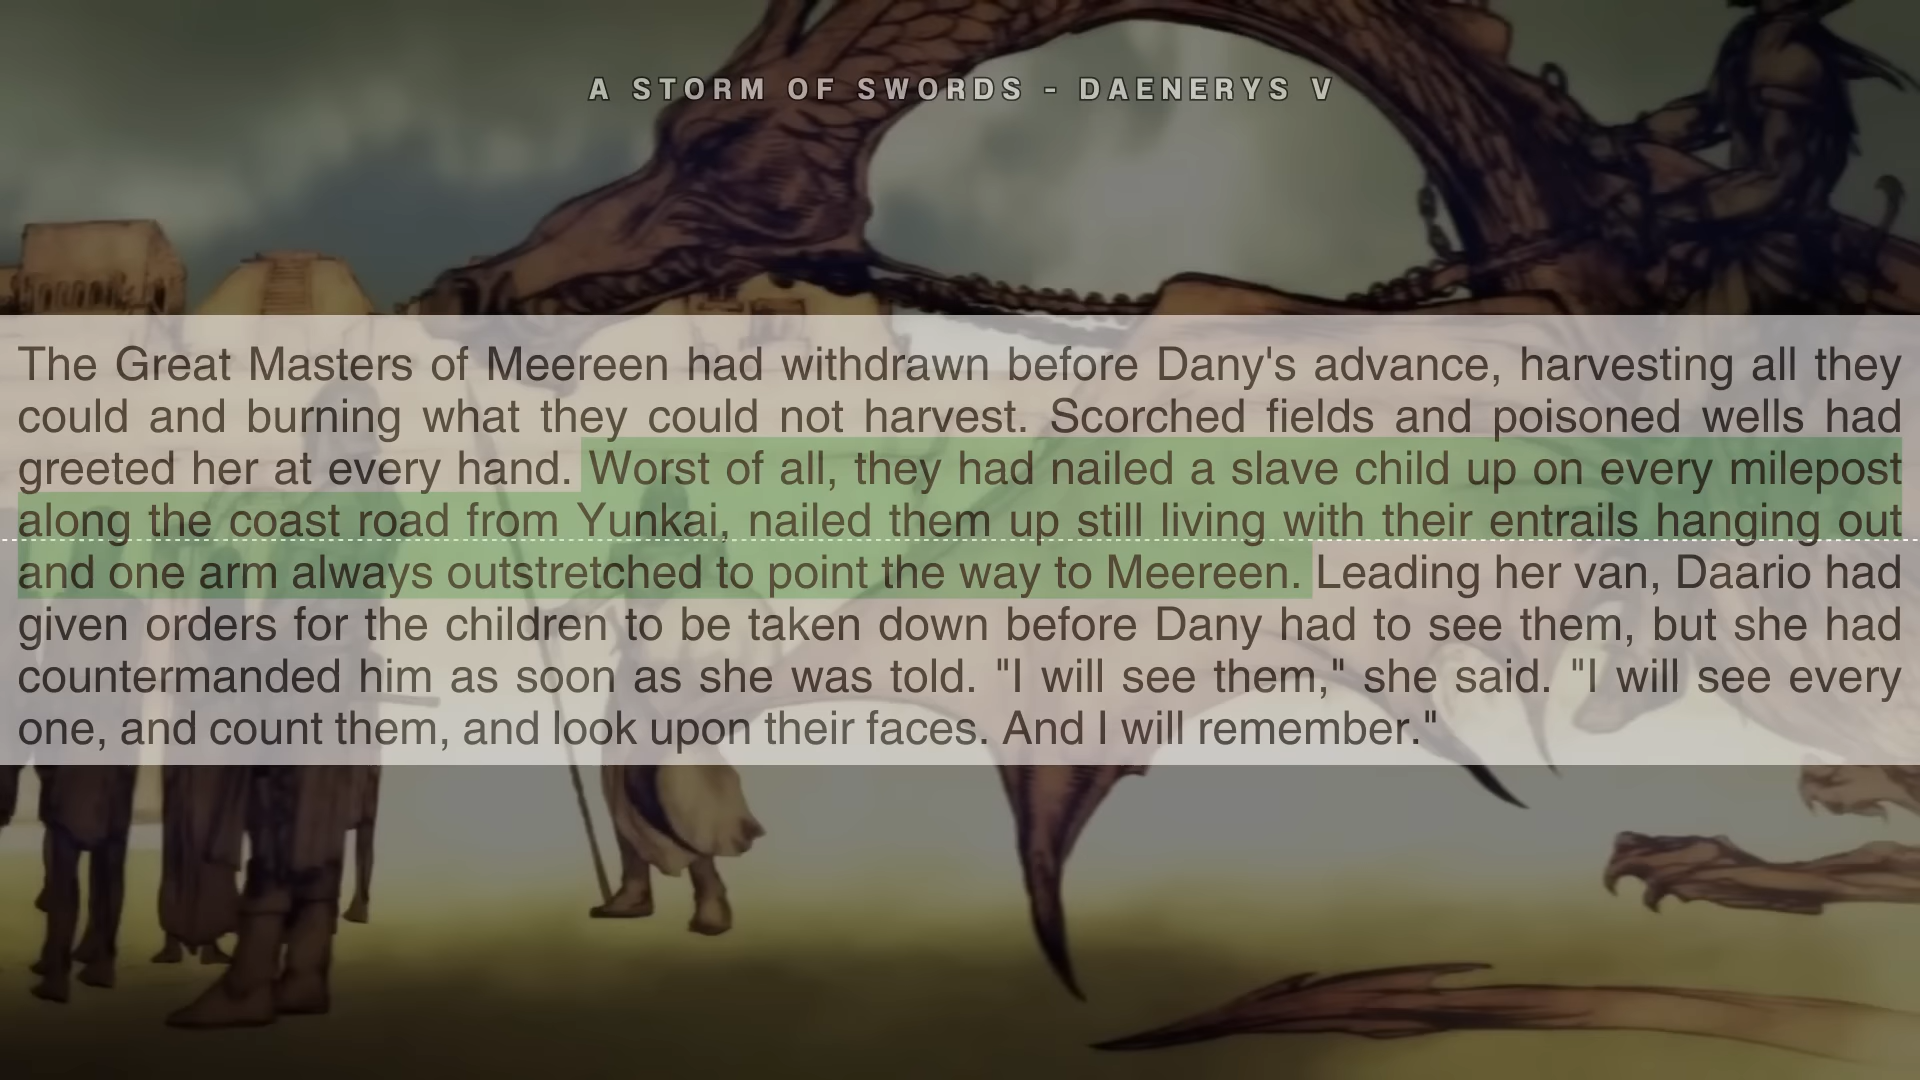 A STORM OF SWORDS - DAENERYS V
The Great Masters of Meereen had withdrawn before Dany's advance, harvesting all they
could and burning what they could not harvest. Scorched fields and poisoned wells had
greeted her at every hand. Worst of all, they had nailed a slave child up on every milepost
along the coast road from Yunkai, nailed them up still living with their entrails hanging out
and one arm always outstretched to point the way to Meereen. Leading her van, Daario had
given orders for the children to be taken down before Dany had to see them, but she had
countermanded him as soon as she was told. "I will see them," she said. "I will see every
one, and count them, and look upon their faces. And I will remember."